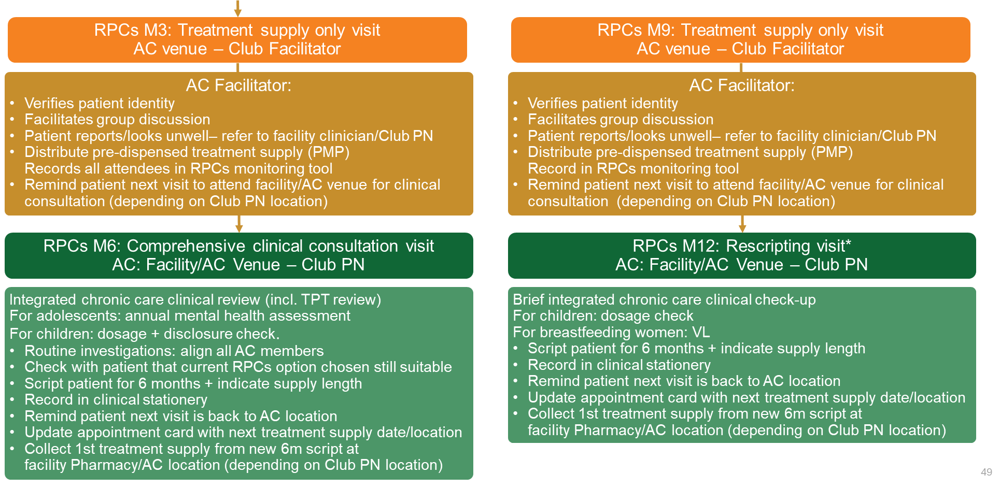 RPCs M3: Treatment supply only visit
AC venue – Club Facilitator
AC Facilitator:
• Verifies patient identity
• Facilitates group discussion
• Patient reports/looks unwell– refer to facility clinician/Club PN
• Distribute pre-dispensed treatment supply (PMP)
Records all attendees in RPCs monitoring tool
• Remind patient next visit to attend facility/AC venue for clinical
consultation (depending on Club PN location)
RPCs M6: Comprehensive clinical consultation visit
AC: Facility/AC Venue – Club PN
Integrated chronic care clinical review (incl. TPT review)
For adolescents: annual mental health assessment
For children: dosage + disclosure check.
• Routine investigations: align all AC members
• Check with patient that current RPCs option chosen still suitable
• Script patient for 6 months + indicate supply length
• Record in clinical stationery
• Remind patient next visit is back to AC location
• Update appointment card with next treatment supply date/location
• Collect 1st treatment supply from new 6m script at
facility Pharmacy/AC location (depending on Club PN location)
RPCs M9: Treatment supply only visit
AC venue – Club Facilitator
AC Facilitator:
• Verifies patient identity
• Facilitates group discussion
• Patient reports/looks unwell– refer to facility clinician/Club PN
• Distribute pre-dispensed treatment supply (PMP)
Record in RPCs monitoring tool
• Remind patient next visit to attend facility/AC venue for clinical
consultation (depending on Club PN location)
RPCs M12: Rescripting visit*
AC: Facility/AC Venue – Club PN
Brief integrated chronic care clinical check-up
For children: dosage check
For breastfeeding women: VL
• Script patient for 6 months + indicate supply length
• Record in clinical stationery
• Remind patient next visit is back to AC location
• Update appointment card with next treatment supply date/location
• Collect 1st treatment supply from new 6m script at
facility Pharmacy/AC location (depending on Club PN location)
49